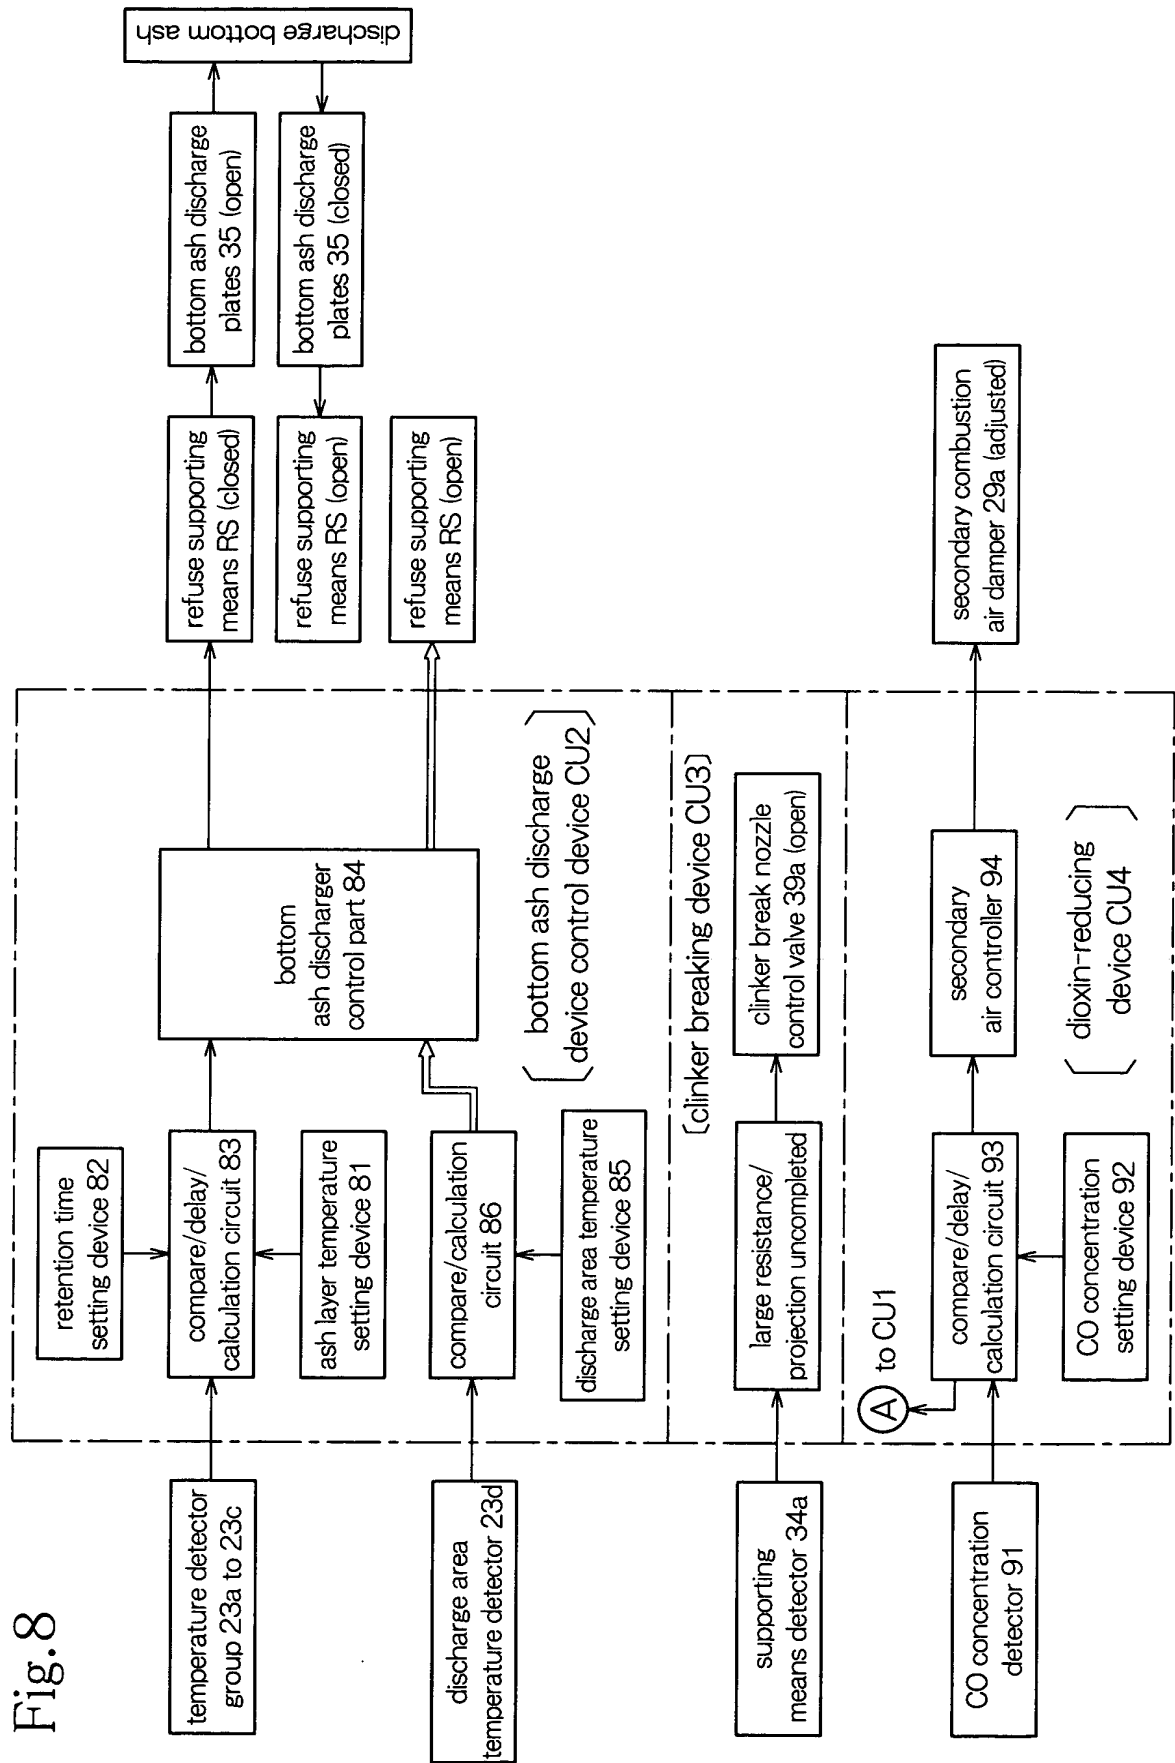 Fig.8
temperature detector
group 23a to 23c
retention time
setting device 82
compare/delay/
calculation circuit 83
ash layer temperature
setting device 81
bottom
ash discharger
control part 84
refuse supporting
means RS (closed)
bottom ash discharge
plates 35 (open)
discharge bottom ash
bottom ash discharge
plates 35 (closed)
refuse supporting
means RS (open)
discharge area
temperature detector 23d
compare/calculation
circuit 86
discharge area temperature
setting device 85
refuse supporting
means RS (open)
bottom ash discharge
device control device CU2
[clinker breaking device CU3]
supporting
means detector 34a
large resistance/
projection uncompleted
clinker break nozzle
control valve 39a (open)
A to CU1
CO concentration
detector 91
compare/delay/
calculation circuit 93
CO concentration
setting device 92
secondary
air controller 94
secondary combustion
air damper 29a (adjusted)
dioxin-reducing
device CU4